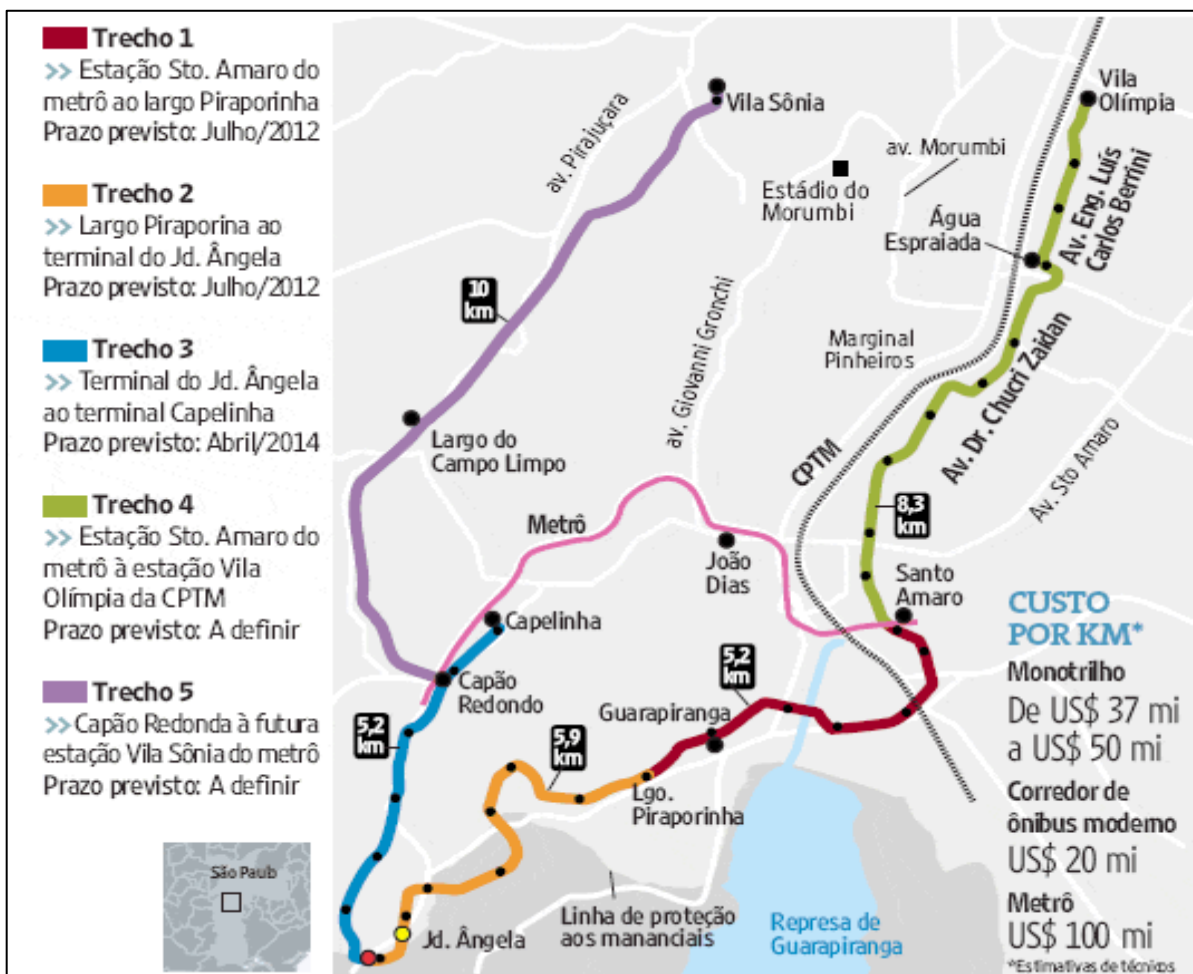 Trecho 1
>> Estação Sto. Amaro do
metrô ao largo Piraporinha
Prazo previsto: Julho/2012
Trecho 2
>> Largo Piraporina ao
terminal do Jd. Ângela
Prazo previsto: Julho/2012
Trecho 3
>> Terminal do Jd. Ângela
ao terminal Capelinha
Prazo previsto: Abril/2014
Trecho 4
>> Estação Sto. Amaro do
metrô à estação Vila
Olímpia da CPTM
Prazo previsto: A definir
Trecho 5
>> Capão Redonda à futura
estação Vila Sônia do metrô
Prazo previsto: A definir
São Paulo
Vila Sônia
av. Pirajuçara
Estádio do
Morumbi
av. Morumbi
Vila
Olímpia
Água
Espraiada
Av. Eng. Luís
Carlos Berrini
10
km
av. Giovanni Gronchi
Marginal
Pinheiros
Av. Dr. Chucri Zaidan
Largo do
Campo Limpo
CPTM
Av. Sto Amaro
8,3
km
Metrô
João
Dias
Santo
Amaro
Capelinha
Capão
Redondo
5,2
km
Guarapiranga
5,2
km
5,9
km
Lgo.
Piraporinha
Jd. Ângela
Linha de proteção
aos mananciais
Represa de
Guarapiranga
CUSTO
POR KM*
Monotrilho
De US$ 37 mi
a US$ 50 mi
Corredor de
ônibus moderno
US$ 20 mi
Metrô
US$ 100 mi
*Estimativas de técnicos